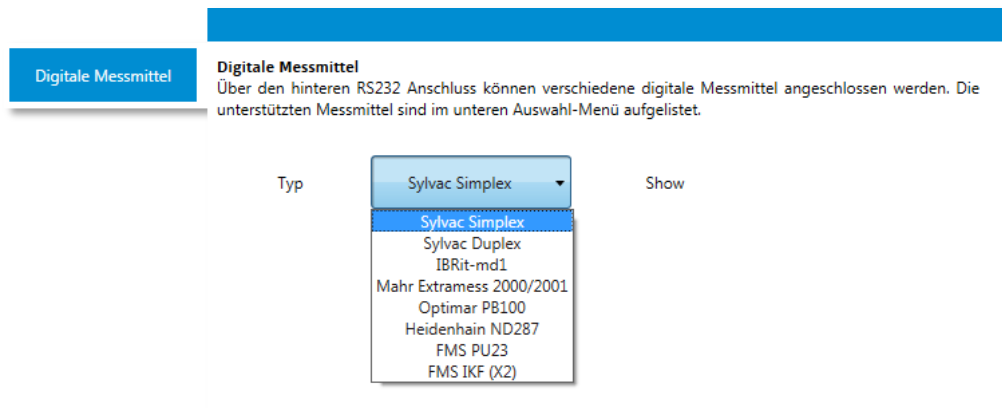 Digitale Messmittel
Digitale Messmittel
Über den hinteren RS232 Anschluss können verschiedene digitale Messmittel angeschlossen werden. Die
unterstützten Messmittel sind im unteren Auswahl-Menü aufgelistet.
Typ
Sylvac Simplex
Show
Sylvac Simplex
Sylvac Duplex
IBRit-md1
Mahr Extramess 2000/2001
Optimar PB100
Heidenhain ND287
FMS PU23
FMS IKF (X2)